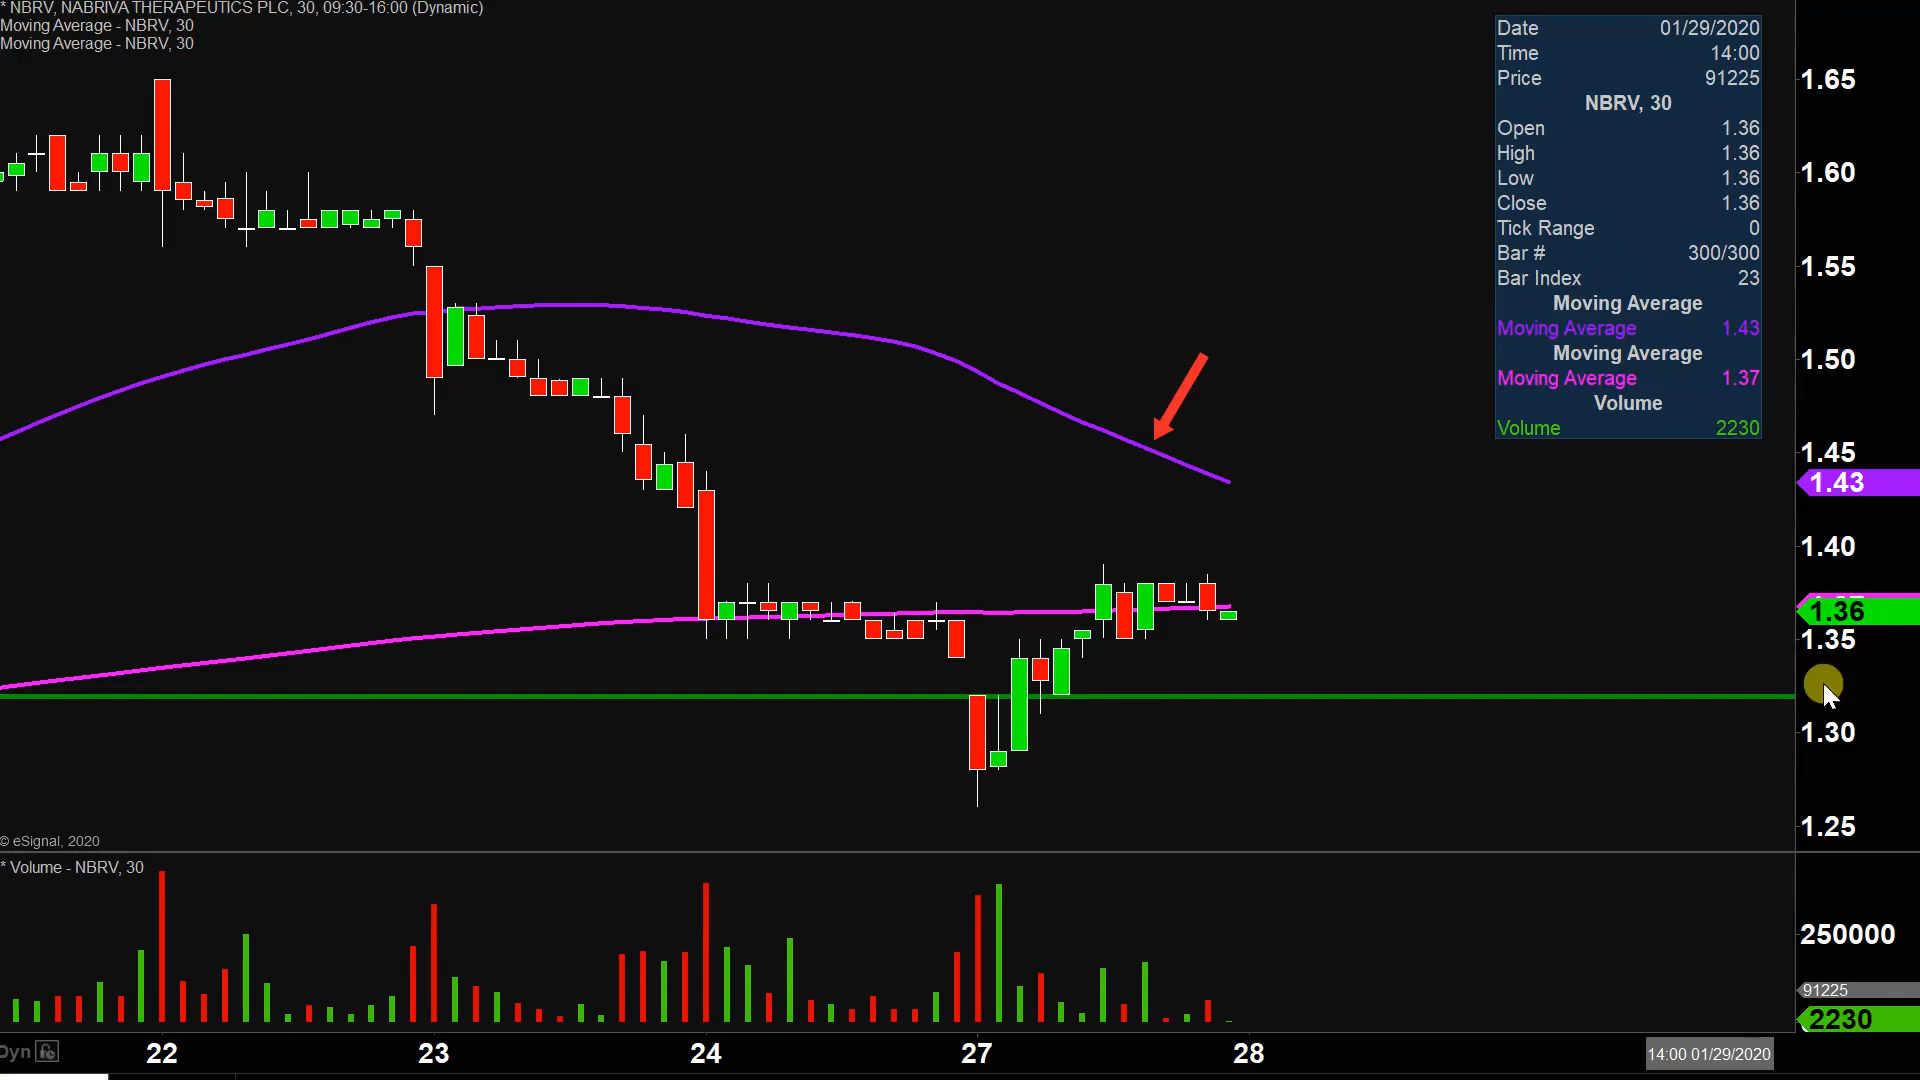 * NBRV, NABRIVA THERAPEUTICS PLC, 30, 09:30-16:00 (Dynamic)
Moving Average - NBRV, 30
Moving Average - NBRV, 30
Date 01/29/2020
Time 14:00
Price 91225
NBRV, 30
Open 1.36
High 1.36
Low 1.36
Close 1.36
Tick Range 0
Bar # 300/300
Bar Index 23
Moving Average
Moving Average 1.43
Moving Average
Moving Average 1.37
Volume
Volume 2230
1.65
1.60
1.55
1.50
1.45
1.43
1.40
1.36
1.35
1.30
1.25
© eSignal, 2020
* Volume - NBRV, 30
250000
91225
2230
Dyn
22 23 24 27 28
14:00 01/29/2020